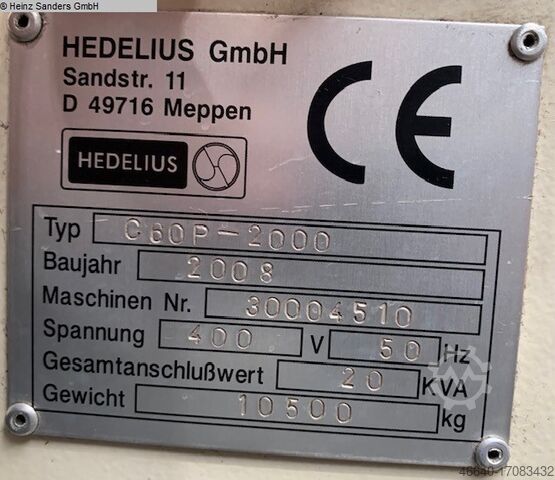 © Heinz Sanders GmbH
HEDELIUS GmbH
Sandstr. 11
D 49716 Meppen
CE
HEDELIUS
Typ C60P-2000
Baujahr 2008
Maschinen Nr. 30004510
Spannung 400 V 50 Hz
Gesamtanschlußwert 20 KVA
Gewicht 10500 kg
46640-17083432